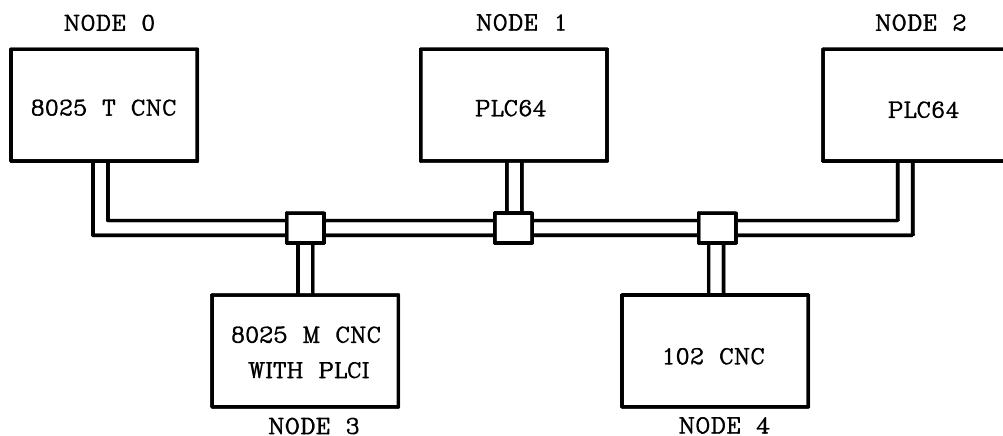 NODE 0
NODE 1
NODE 2
8025 T CNC
PLC64
PLC64
8025 M CNC
WITH PLCI
102 CNC
NODE 3
NODE 4